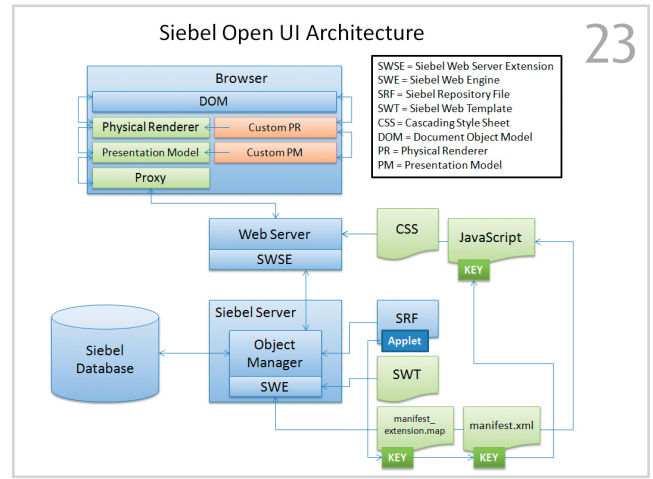 Siebel Open UI Architecture
23
SWSE = Siebel Web Server Extension
SWE = Siebel Web Engine
SRF = Siebel Repository File
SWT = Siebel Web Template
CSS = Cascading Style Sheet
DOM = Document Object Model
PR = Physical Renderer
PM = Presentation Model
Browser
DOM
Physical Renderer
Custom PR
Presentation Model
Custom PM
Proxy
Web Server
SWSE
CSS
JavaScript
KEY
Siebel Server
Object
Manager
SWE
Siebel
Database
SRF
Applet
SWT
manifest_
extension.map
KEY
manifest.xml
KEY